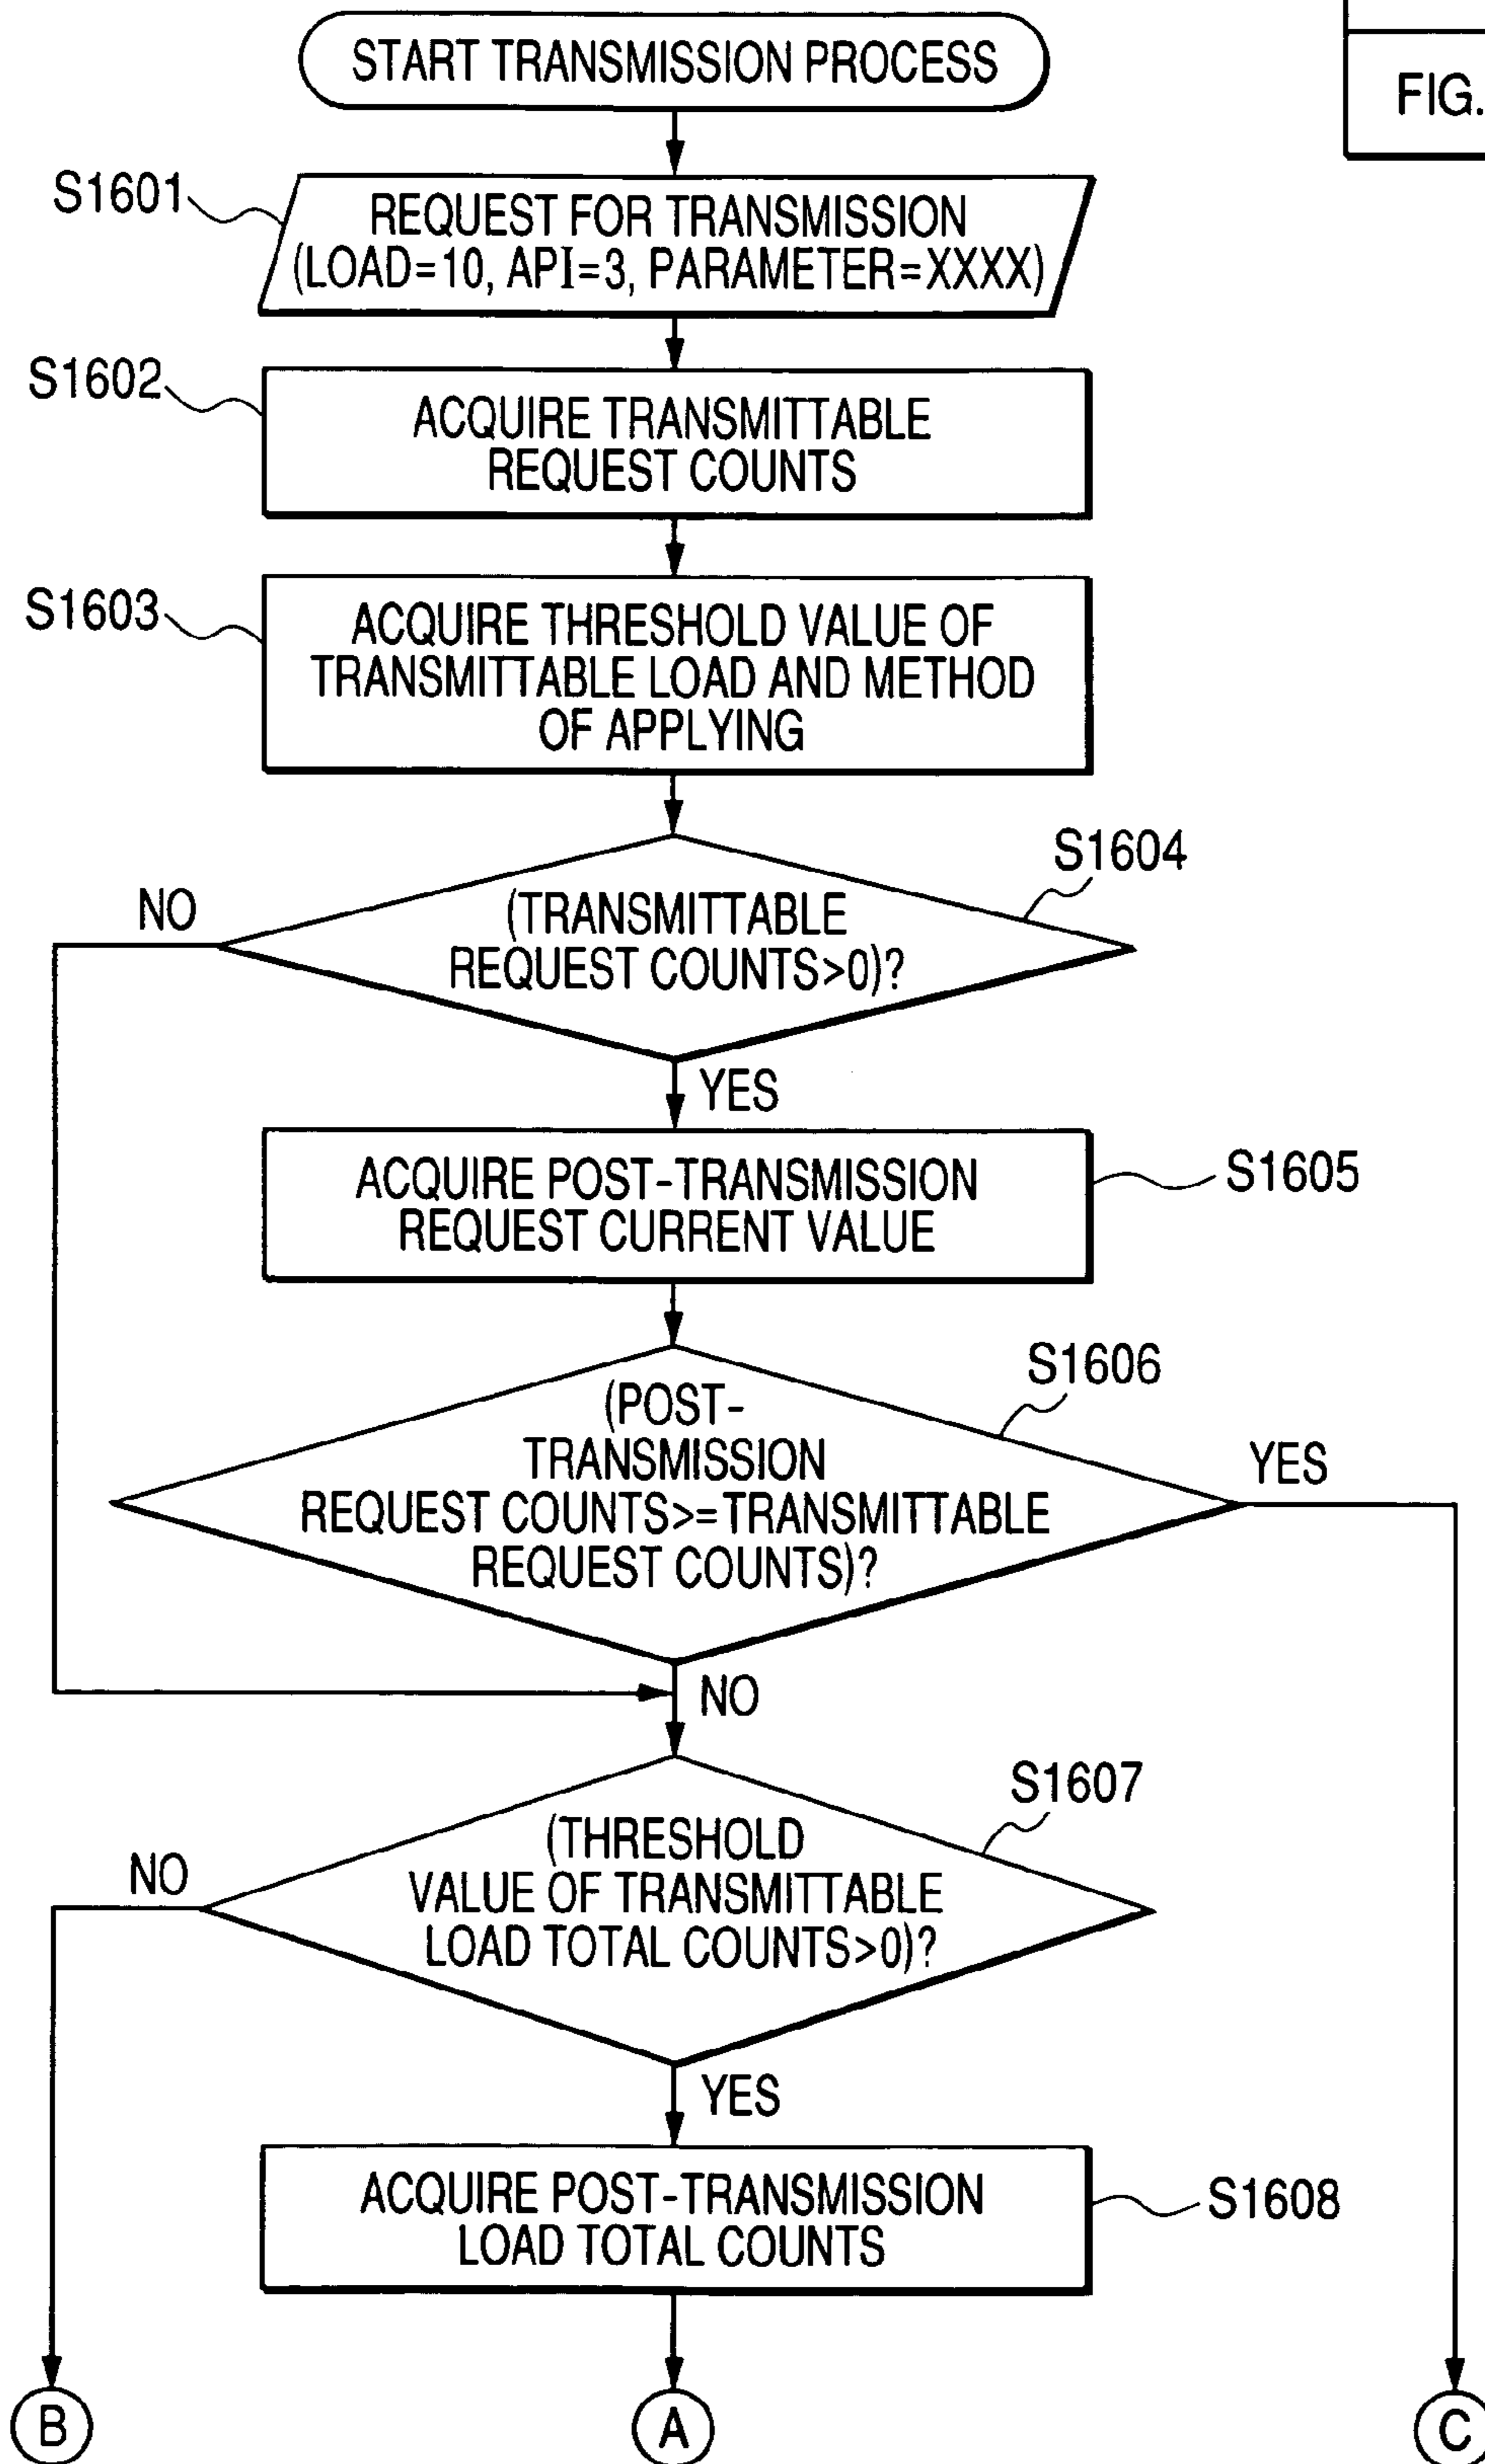 START TRANSMISSION PROCESS
FIG.
S1601
REQUEST FOR TRANSMISSION
(LOAD=10, API=3, PARAMETER=XXXX)
S1602
ACQUIRE TRANSMITTABLE
REQUEST COUNTS
S1603
ACQUIRE THRESHOLD VALUE OF
TRANSMITTABLE LOAD AND METHOD
OF APPLYING
S1604
NO
(TRANSMITTABLE
REQUEST COUNTS>0)?
YES
ACQUIRE POST-TRANSMISSION
REQUEST CURRENT VALUE
S1605
S1606
(POST-
TRANSMISSION
REQUEST COUNTS>=TRANSMITTABLE
REQUEST COUNTS)?
YES
NO
S1607
NO
(THRESHOLD
VALUE OF TRANSMITTABLE
LOAD TOTAL COUNTS>0)?
YES
ACQUIRE POST-TRANSMISSION
LOAD TOTAL COUNTS
S1608
B
A
C